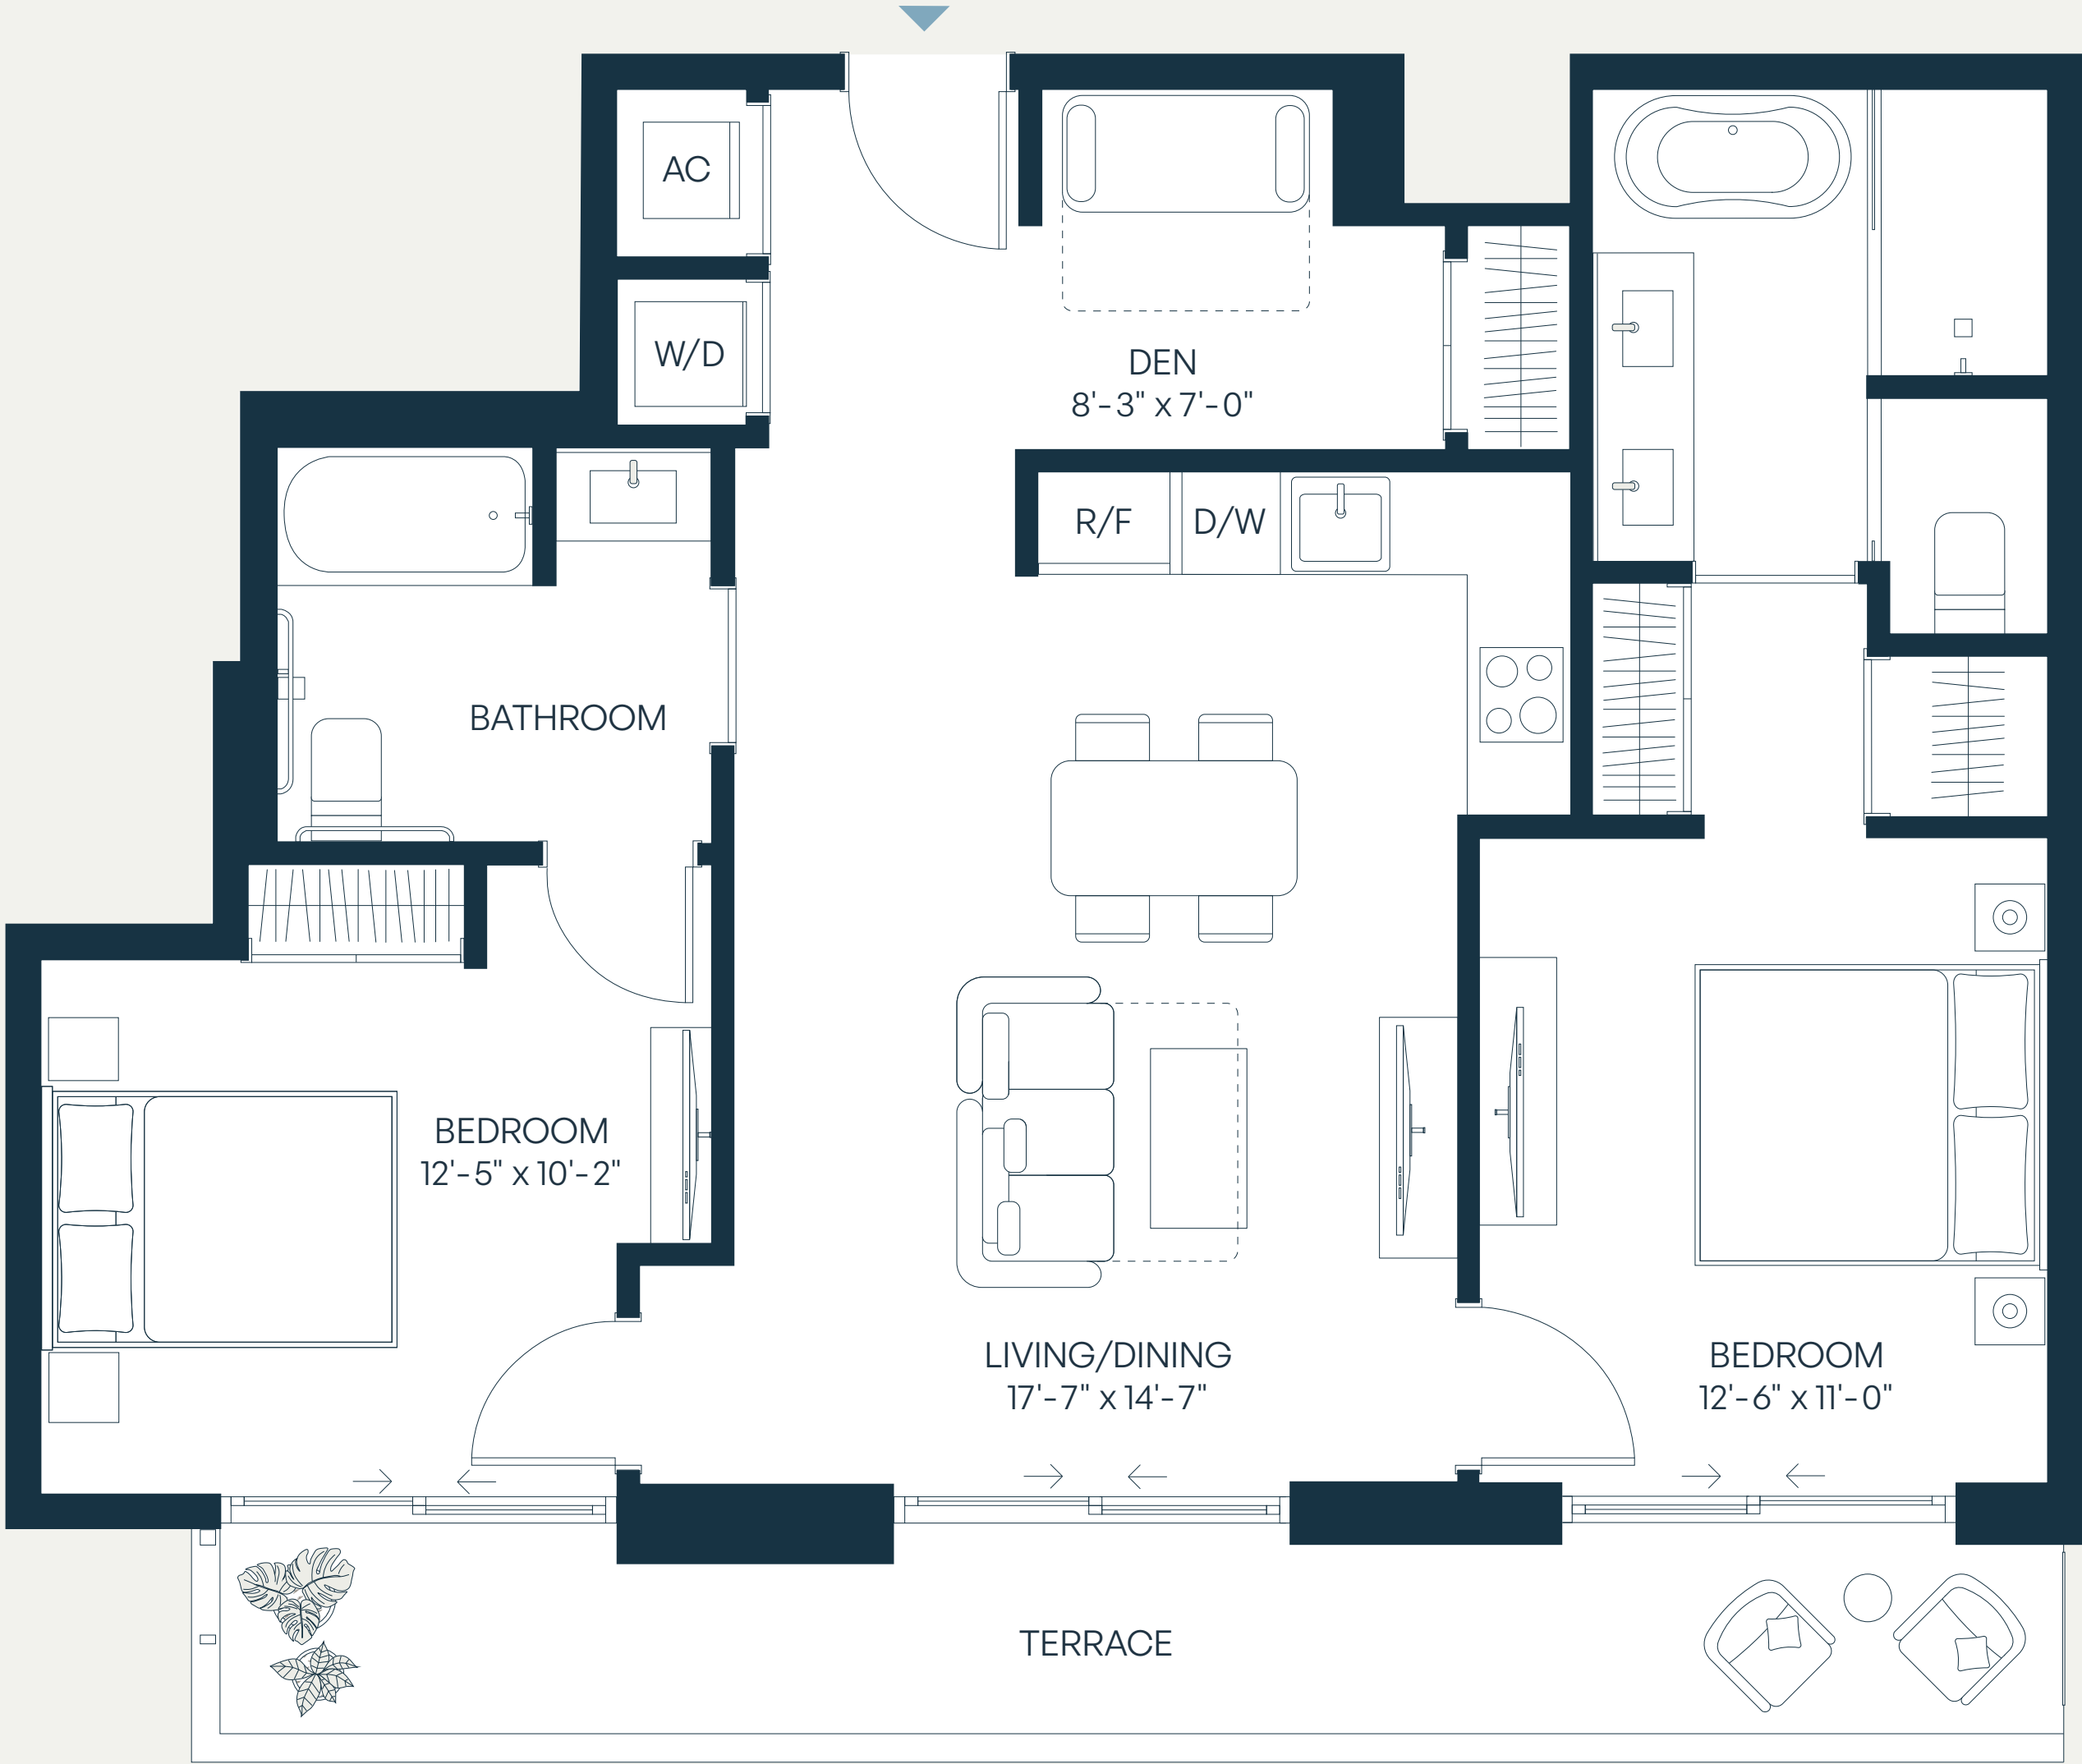 AC
W/D
DEN
8'-3" x 7'-0"
R/F
D/W
BATHROOM
BEDROOM
12'-5" x 10'-2"
LIVING/DINING
17'-7" x 14'-7"
BEDROOM
12'-6" x 11'-0"
TERRACE